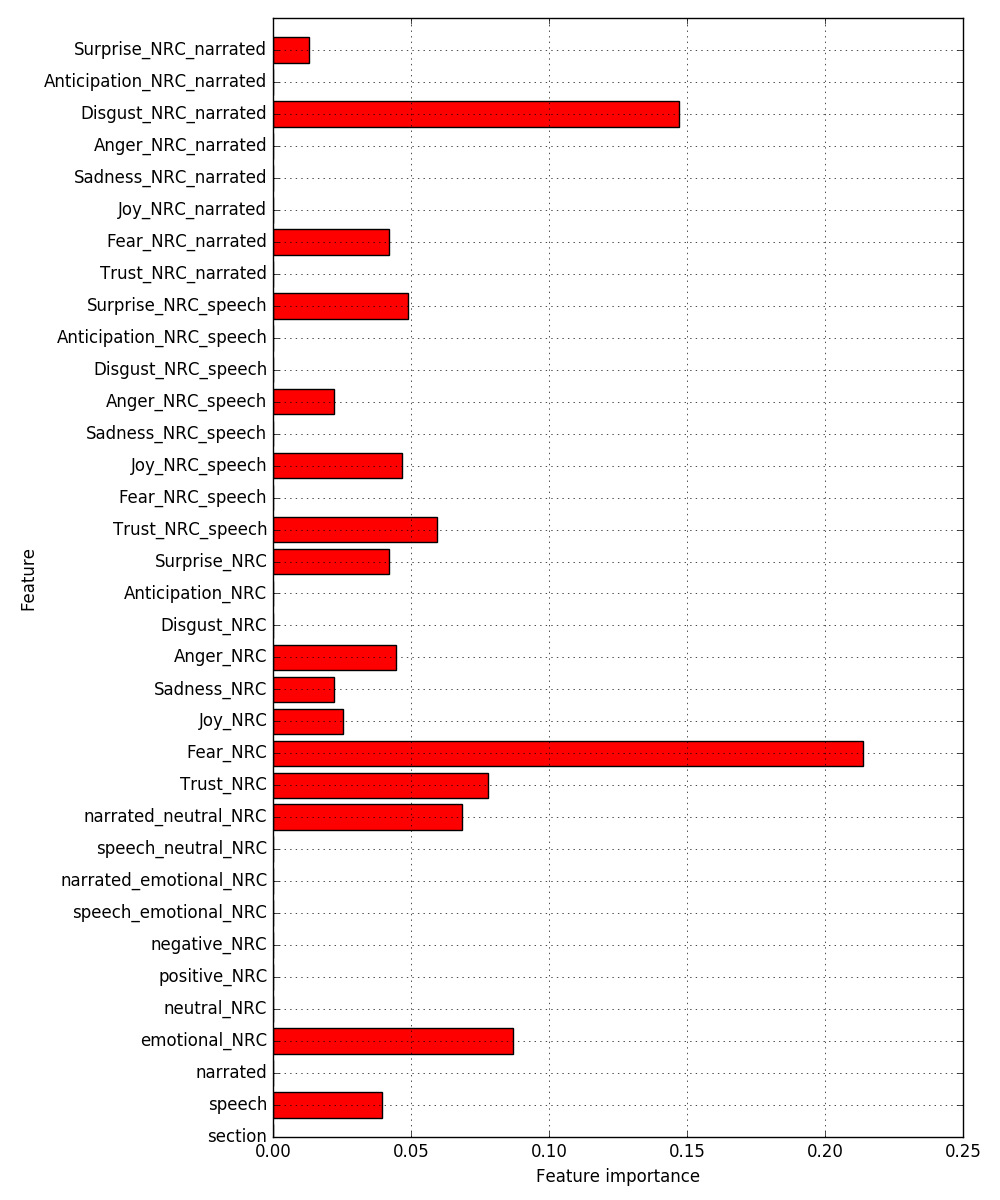 Surprise_NRC_narrated
Anticipation_NRC_narrated
Disgust_NRC_narrated
Anger_NRC_narrated
Sadness_NRC_narrated
Joy_NRC_narrated
Fear_NRC_narrated
Trust_NRC_narrated
Surprise_NRC_speech
Anticipation_NRC_speech
Disgust_NRC_speech
Anger_NRC_speech
Sadness_NRC_speech
Joy_NRC_speech
Fear_NRC_speech
Trust_NRC_speech
Surprise_NRC
Anticipation_NRC
Disgust_NRC
Anger_NRC
Sadness_NRC
Joy_NRC
Fear_NRC
Trust_NRC
narrated_neutral_NRC
speech_neutral_NRC
narrated_emotional_NRC
speech_emotional_NRC
negative_NRC
positive_NRC
neutral_NRC
emotional_NRC
narrated
speech
section
Feature
0.00 0.05 0.10 0.15 0.20 0.25
Feature importance